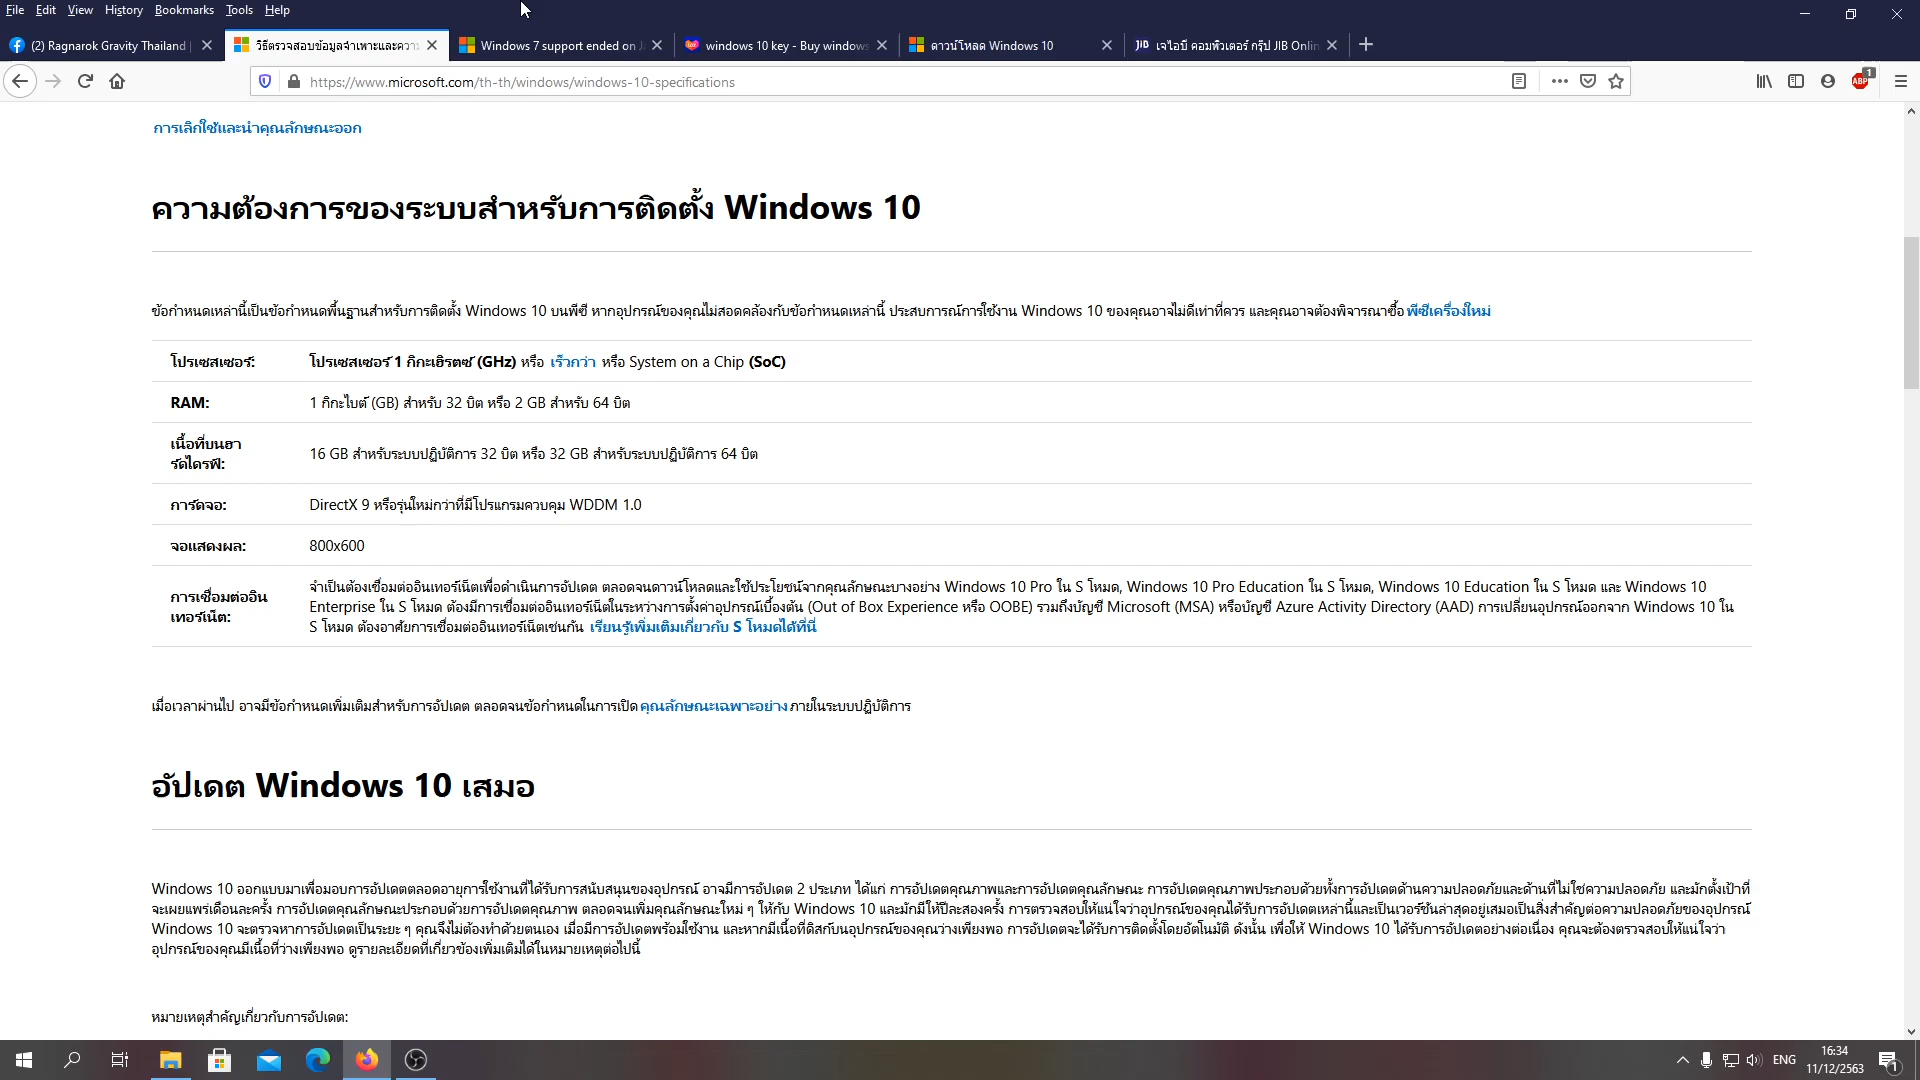 File Edit View History Bookmarks Tools Help
(2) Ragnarok Gravity Thailand |
วิธีตรวจสอบข้อมูลจำเพาะและความ
Windows 7 support ended on J
windows 10 key - Buy windows
ดาวน์โหลด Windows 10
JIB เจไอบี คอมพิวเตอร์ กรุ๊ป JIB Onlin
https://www.microsoft.com/th-th/windows/windows-10-specifications
ABP 1
การเลิกใช้และนำคุณลักษณะออก
ความต้องการของระบบสำหรับการติดตั้ง Windows 10
ข้อกำหนดเหล่านี้เป็นข้อกำหนดพื้นฐานสำหรับการติดตั้ง Windows 10 บนพีซี หากอุปกรณ์ของคุณไม่สอดคล้องกับข้อกำหนดเหล่านี้ ประสบการณ์การใช้งาน Windows 10 ของคุณอาจไม่ดีเท่าที่ควร และคุณอาจต้องพิจารณาซื้อ พีซีเครื่องใหม่
โปรเซสเซอร์: โปรเซสเซอร์ 1 กิกะเฮิรตซ์ (GHz) หรือ เร็วกว่า หรือ System on a Chip (SoC)
RAM: 1 กิกะไบต์ (GB) สำหรับ 32 บิต หรือ 2 GB สำหรับ 64 บิต
เนื้อที่บนฮา
ร์ดไดรฟ์: 16 GB สำหรับระบบปฏิบัติการ 32 บิต หรือ 32 GB สำหรับระบบปฏิบัติการ 64 บิต
การ์ดจอ: DirectX 9 หรือรุ่นใหม่กว่าที่มีโปรแกรมควบคุม WDDM 1.0
จอแสดงผล: 800x600
การเชื่อมต่ออิน
เทอร์เน็ต:
จำเป็นต้องเชื่อมต่ออินเทอร์เน็ตเพื่อดำเนินการอัปเดต ตลอดจนดาวน์โหลดและใช้ประโยชน์จากคุณลักษณะบางอย่าง Windows 10 Pro ใน S โหมด, Windows 10 Pro Education ใน S โหมด, Windows 10 Education ใน S โหมด และ Windows 10
Enterprise ใน S โหมด ต้องมีการเชื่อมต่ออินเทอร์เน็ตในระหว่างการตั้งค่าอุปกรณ์เบื้องต้น (Out of Box Experience หรือ OOBE) รวมถึงบัญชี Microsoft (MSA) หรือบัญชี Azure Activity Directory (AAD) การเปลี่ยนอุปกรณ์ออกจาก Windows 10 ใน
S โหมด ต้องอาศัยการเชื่อมต่ออินเทอร์เน็ตเช่นกัน เรียนรู้เพิ่มเติมเกี่ยวกับ S โหมดได้ที่นี่
เมื่อเวลาผ่านไป อาจมีข้อกำหนดเพิ่มเติมสำหรับการอัปเดต ตลอดจนข้อกำหนดในการเปิด คุณลักษณะเฉพาะอย่าง ภายในระบบปฏิบัติการ
อัปเดต Windows 10 เสมอ
Windows 10 ออกแบบมาเพื่อมอบการอัปเดตตลอดอายุการใช้งานที่ได้รับการสนับสนุนของอุปกรณ์ อาจมีการอัปเดต 2 ประเภท ได้แก่ การอัปเดตคุณภาพและการอัปเดตคุณลักษณะ การอัปเดตคุณภาพประกอบด้วยทั้งการอัปเดตด้านความปลอดภัยและด้านที่ไม่ใช่ความปลอดภัย และมักตั้งเป้าที่
จะเผยแพร่เดือนละครั้ง การอัปเดตคุณลักษณะประกอบด้วยการอัปเดตคุณภาพ ตลอดจนเพิ่มคุณลักษณะใหม่ ๆ ให้กับ Windows 10 และมักมีให้ปีละสองครั้ง การตรวจสอบให้แน่ใจว่าอุปกรณ์ของคุณได้รับการอัปเดตเหล่านี้และเป็นเวอร์ชันล่าสุดอยู่เสมอเป็นสิ่งสำคัญต่อความปลอดภัยของอุปกรณ์
Windows 10 จะตรวจหาการอัปเดตเป็นระยะ ๆ คุณจึงไม่ต้องทำด้วยตนเอง เมื่อมีการอัปเดตพร้อมใช้งาน และหากมีเนื้อที่ดิสก์บนอุปกรณ์ของคุณว่างเพียงพอ การอัปเดตจะได้รับการติดตั้งโดยอัตโนมัติ ดังนั้น เพื่อให้ Windows 10 ได้รับการอัปเดตอย่างต่อเนื่อง คุณจะต้องตรวจสอบให้แน่ใจว่า
อุปกรณ์ของคุณมีเนื้อที่ว่างเพียงพอ ดูรายละเอียดที่เกี่ยวข้องเพิ่มเติมได้ในหมายเหตุต่อไปนี้
หมายเหตุสำคัญเกี่ยวกับการอัปเดต:
ENG
16:34
11/12/2563
1